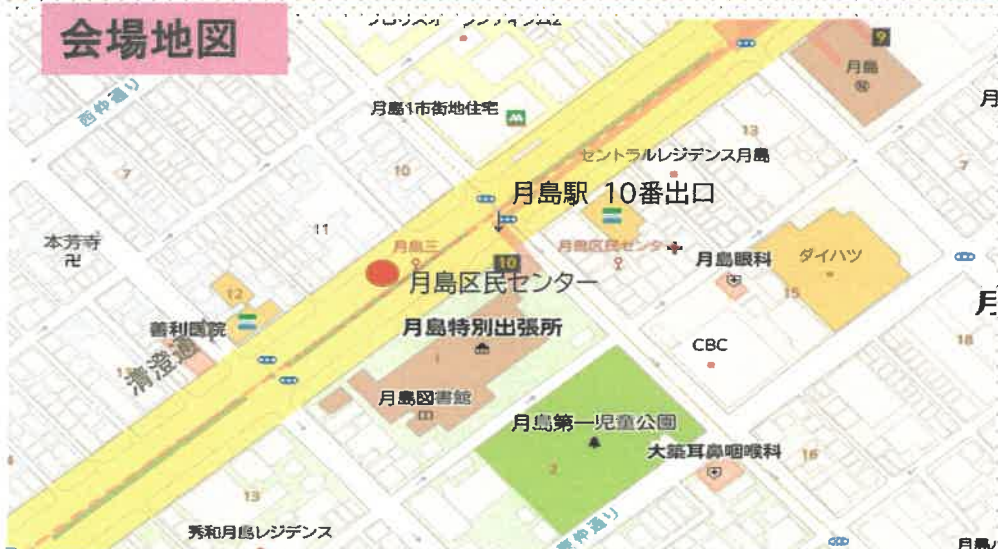 会場地図
西仲通り
月島1市街地住宅
9
月島
13
セントラルレジデンス月島
7
10
7
月島駅 10番出口
11
本芳寺
月島三
月島区民センター
月島眼科
ダイハツ
10
月島区民センター
12
15
善利医院
月島特別出張所
CBC
18
清澄通り
1
月島図書館
月島第一児童公園
2
大築耳鼻咽喉科
16
13
秀和月島レジデンス
東仲通り